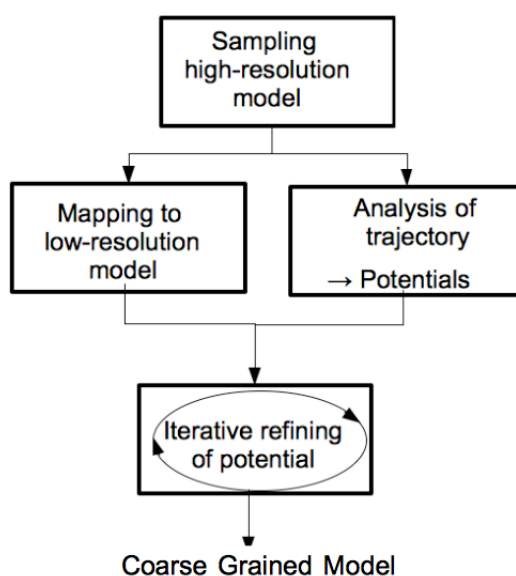 Sampling
high-resolution
model
Mapping to
low-resolution
model
Analysis of
trajectory
→ Potentials
Iterative refining
of potential
Coarse Grained Model